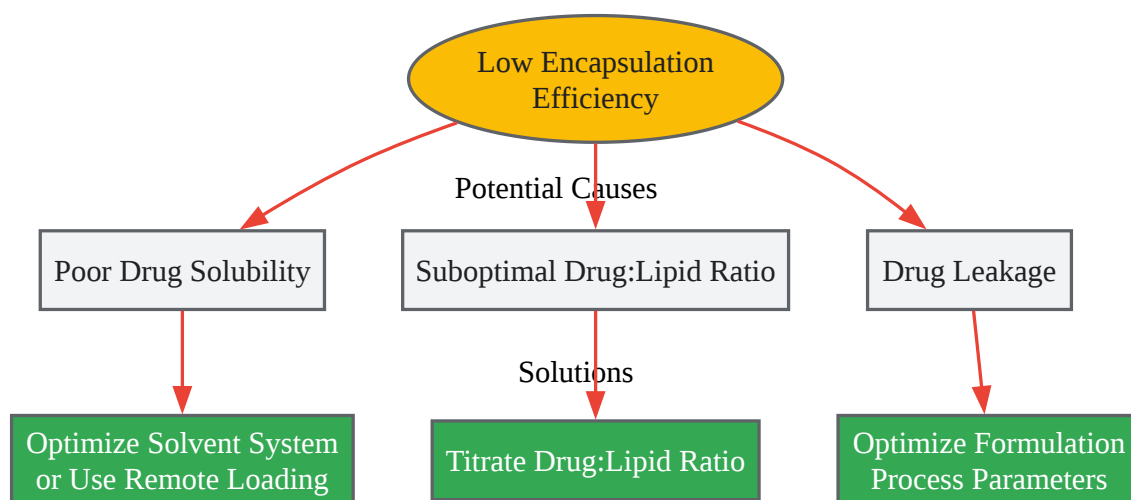 Low Encapsulation
Efficiency
Potential Causes
Poor Drug Solubility
Suboptimal Drug:Lipid Ratio
Drug Leakage
Solutions
Optimize Solvent System
or Use Remote Loading
Titrate Drug:Lipid Ratio
Optimize Formulation
Process Parameters